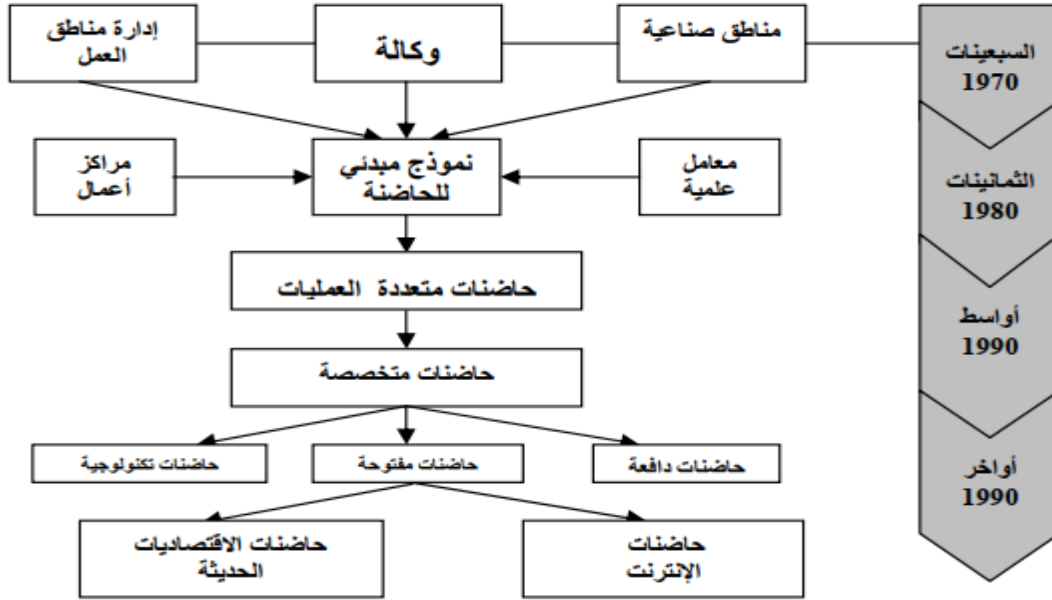 السبعينات
1970
مناطق صناعية
وكالة
إدارة مناطق
العمل
الثمانينات
1980
معامل
علمية
نموذج مبدئي
للحاضنة
مراكز
أعمال
حاضنات متعددة العمليات
أواسط
1990
حاضنات متخصصة
حاضنات دافعة
حاضنات مفتوحة
حاضنات تكنولوجية
أواخر
1990
حاضنات
الإنترنت
حاضنات الاقتصاديات
الحديثة